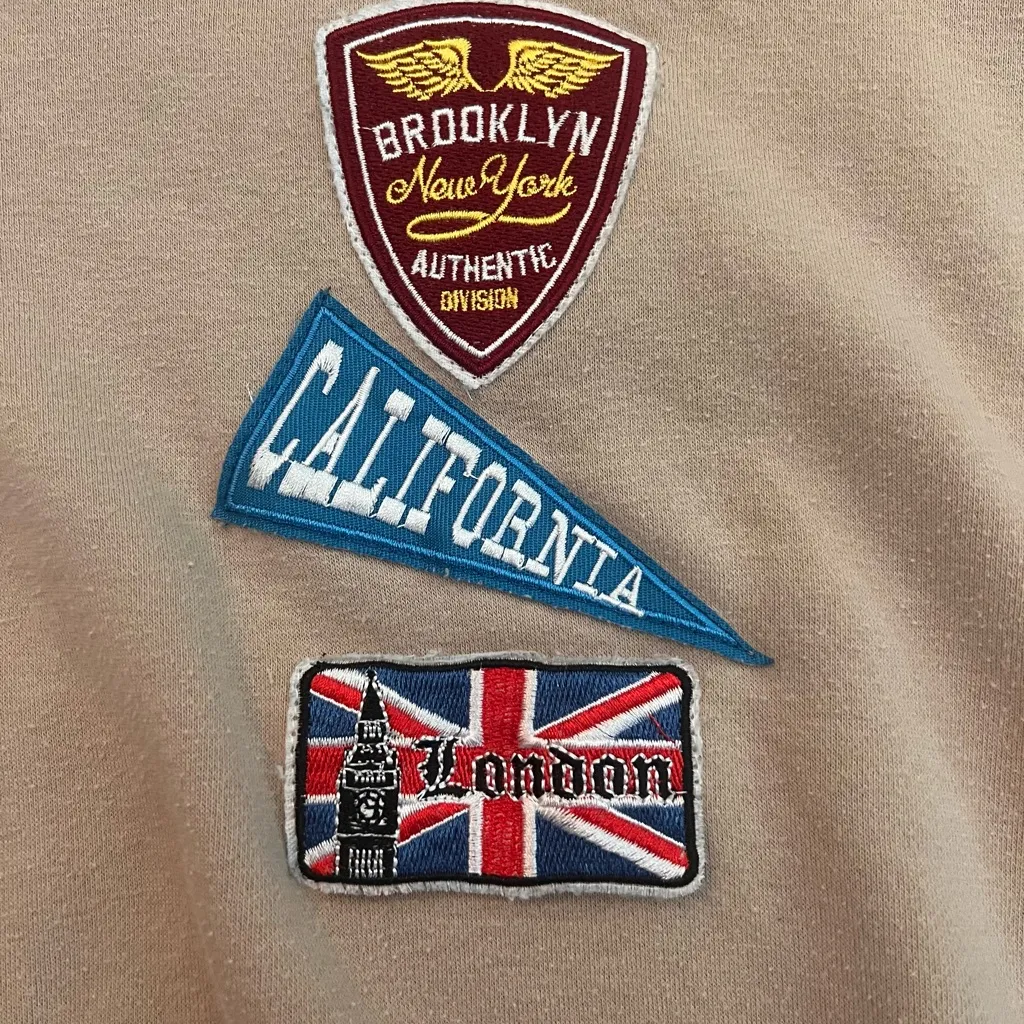 BROOKLYN
New York
AUTHENTIC
DIVISION
CALIFORNIA
London